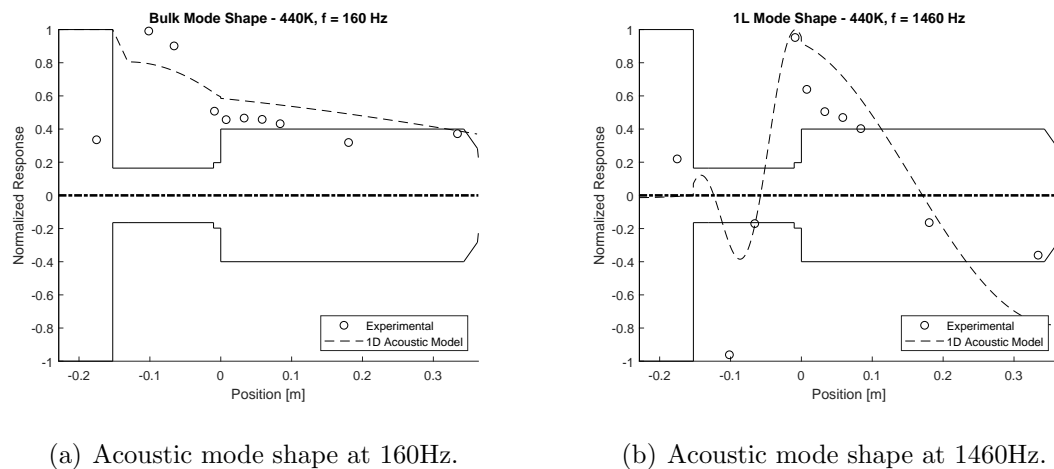 Bulk Mode Shape - 440K, f = 160 Hz
1
0.8
0.6
0.4
0.2
0
-0.2
-0.4
-0.6
-0.8
-1
Normalized Response
Experimental
1D Acoustic Model
-0.2
-0.1
0
0.1
0.2
0.3
Position [m]
(a) Acoustic mode shape at 160Hz.
1L Mode Shape - 440K, f = 1460 Hz
1
0.8
0.6
0.4
0.2
0
-0.2
-0.4
-0.6
-0.8
-1
Normalized Response
Experimental
1D Acoustic Model
-0.2
-0.1
0
0.1
0.2
0.3
Position [m]
(b) Acoustic mode shape at 1460Hz.